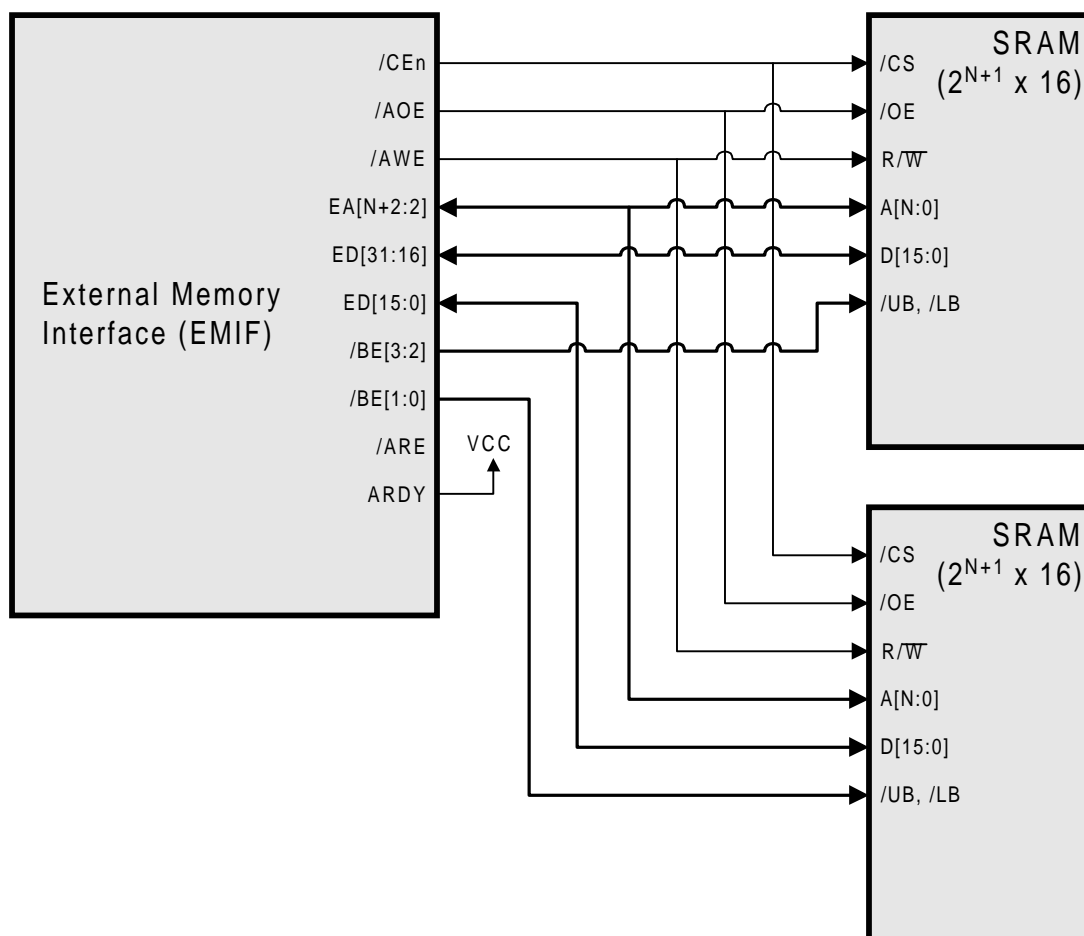 /CEn
/AOE
/AWE
EA[N+2:2]
ED[31:16]
ED[15:0]
/BE[3:2]
/BE[1:0]
/ARE
ARDY
External Memory
Interface (EMIF)
VCC
SRAM
(2^{N+1} x 16)
/CS
/OE
R/W̅
A[N:0]
D[15:0]
/UB, /LB
SRAM
(2^{N+1} x 16)
/CS
/OE
R/W̅
A[N:0]
D[15:0]
/UB, /LB